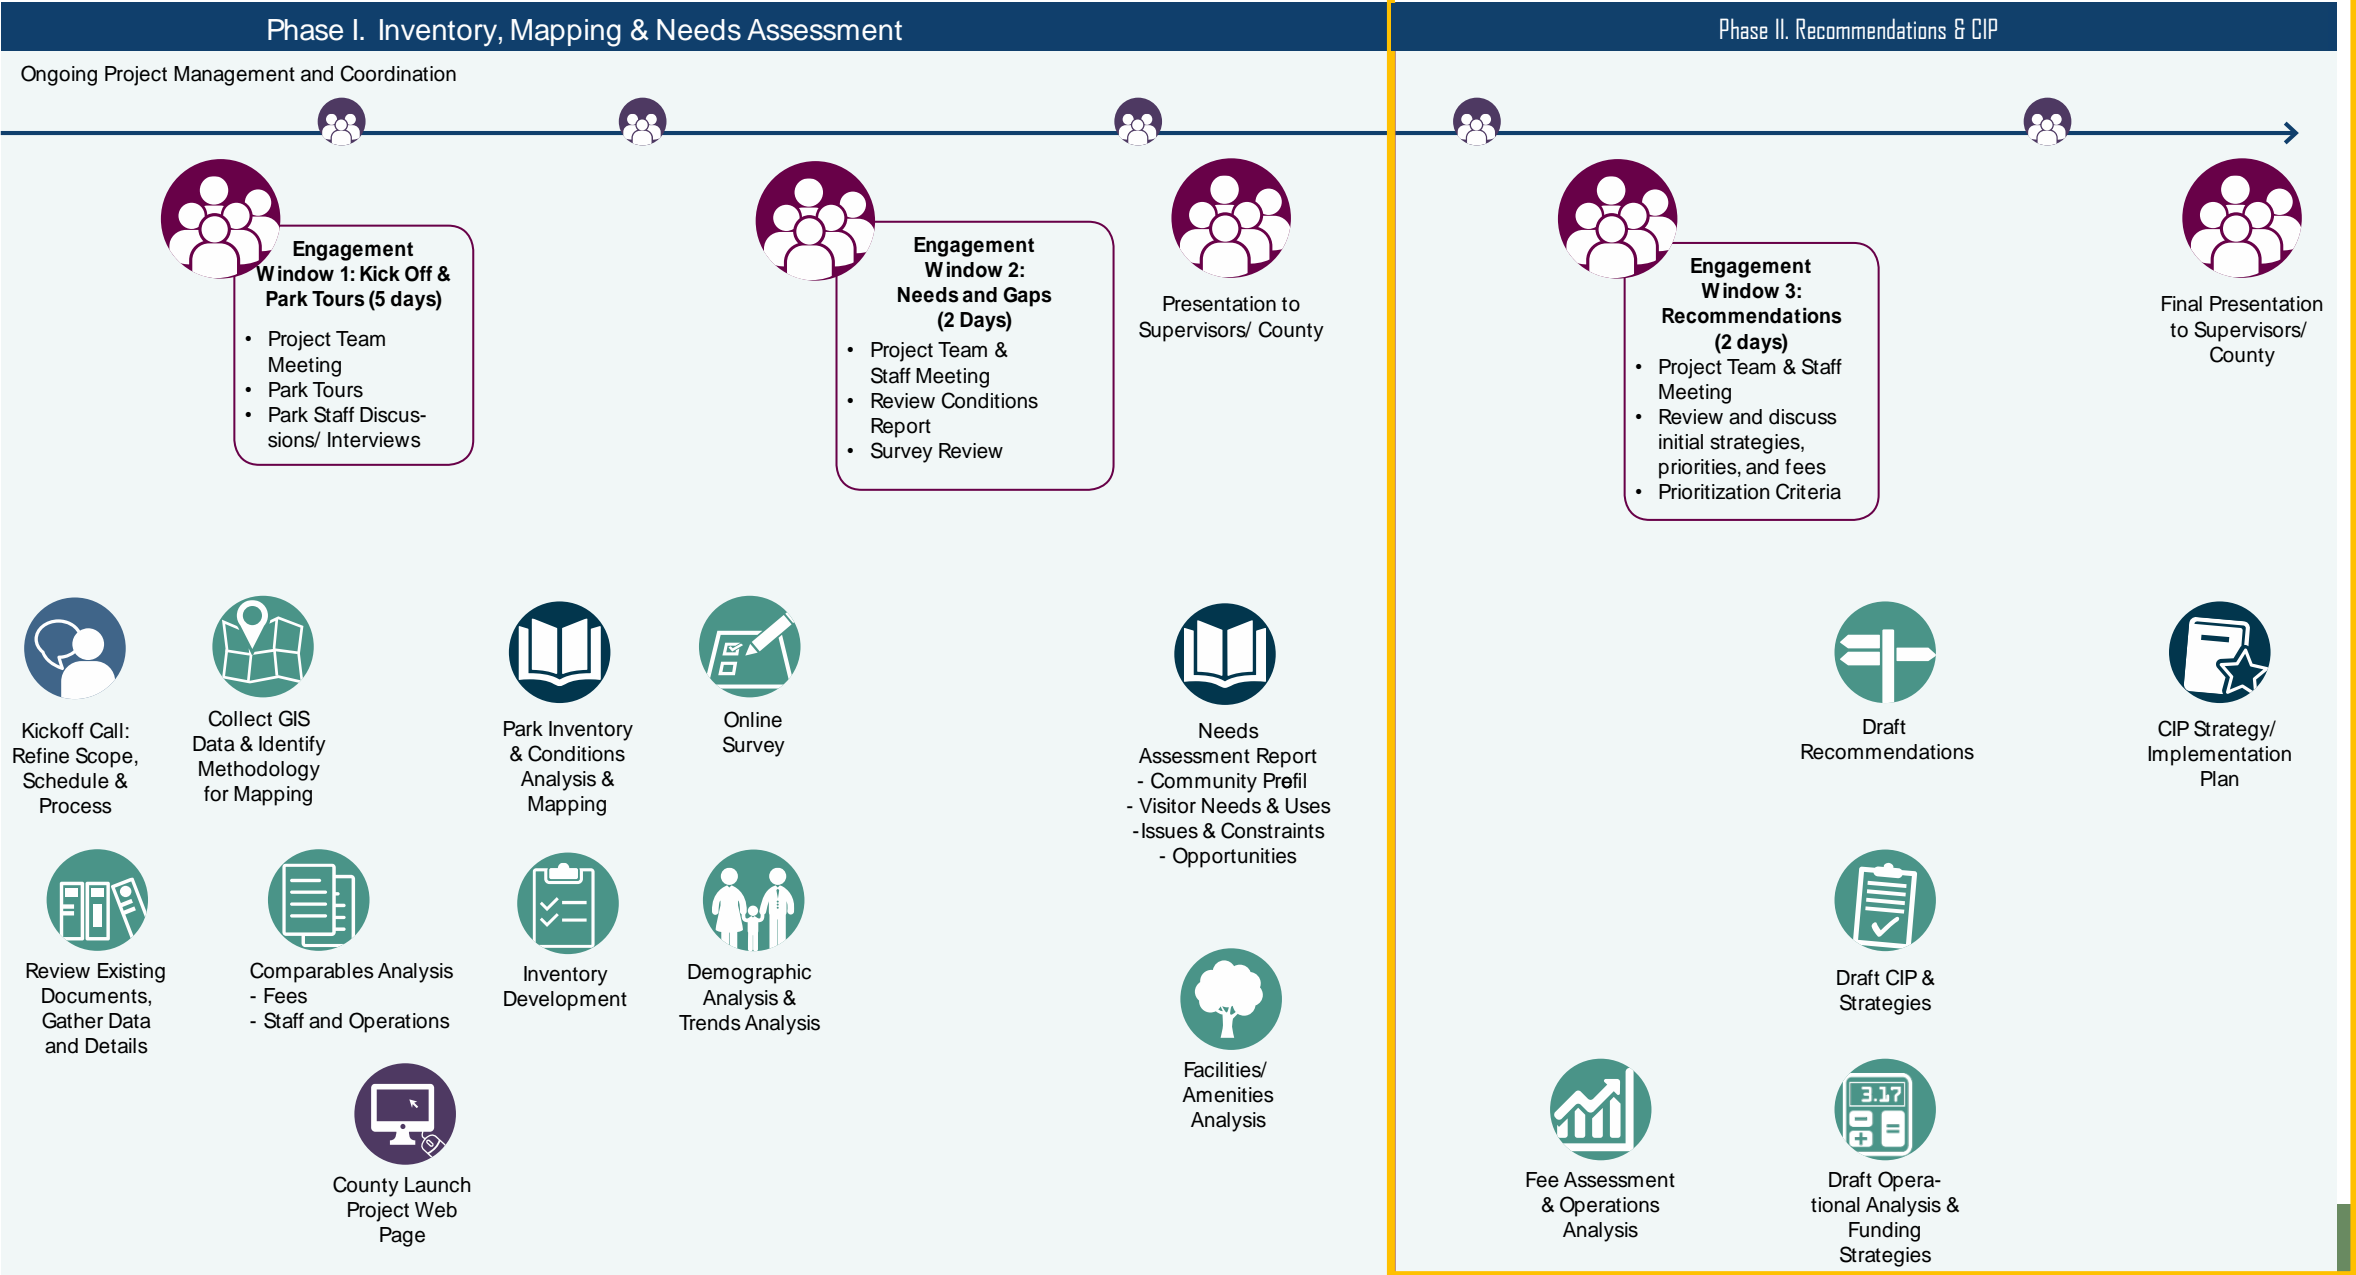 Phase I. Inventory, Mapping & Needs Assessment
Phase II. Recommendations & CIP
Ongoing Project Management and Coordination
Engagement
Window 1: Kick Off &
Park Tours (5 days)
• Project Team
Meeting
• Park Tours
• Park Staff Discus-
sions/ Interviews
Engagement
Window 2:
Needs and Gaps
(2 Days)
• Project Team &
Staff Meeting
• Review Conditions
Report
• Survey Review
Presentation to
Supervisors/ County
Engagement
Window 3:
Recommendations
(2 days)
• Project Team & Staff
Meeting
• Review and discuss
initial strategies,
priorities, and fees
• Prioritization Criteria
Final Presentation
to Supervisors/
County
Kickoff Call:
Refine Scope,
Schedule &
Process
Collect GIS
Data & Identify
Methodology
for Mapping
Park Inventory
& Conditions
Analysis &
Mapping
Online
Survey
Needs
Assessment Report
- Community Profil
- Visitor Needs & Uses
-Issues & Constraints
- Opportunities
Draft
Recommendations
CIP Strategy/
Implementation
Plan
Review Existing
Documents,
Gather Data
and Details
Comparables Analysis
- Fees
- Staff and Operations
Inventory
Development
Demographic
Analysis &
Trends Analysis
Facilities/
Amenities
Analysis
Draft CIP &
Strategies
County Launch
Project Web
Page
Fee Assessment
& Operations
Analysis
3.17
Draft Opera-
tional Analysis &
Funding
Strategies